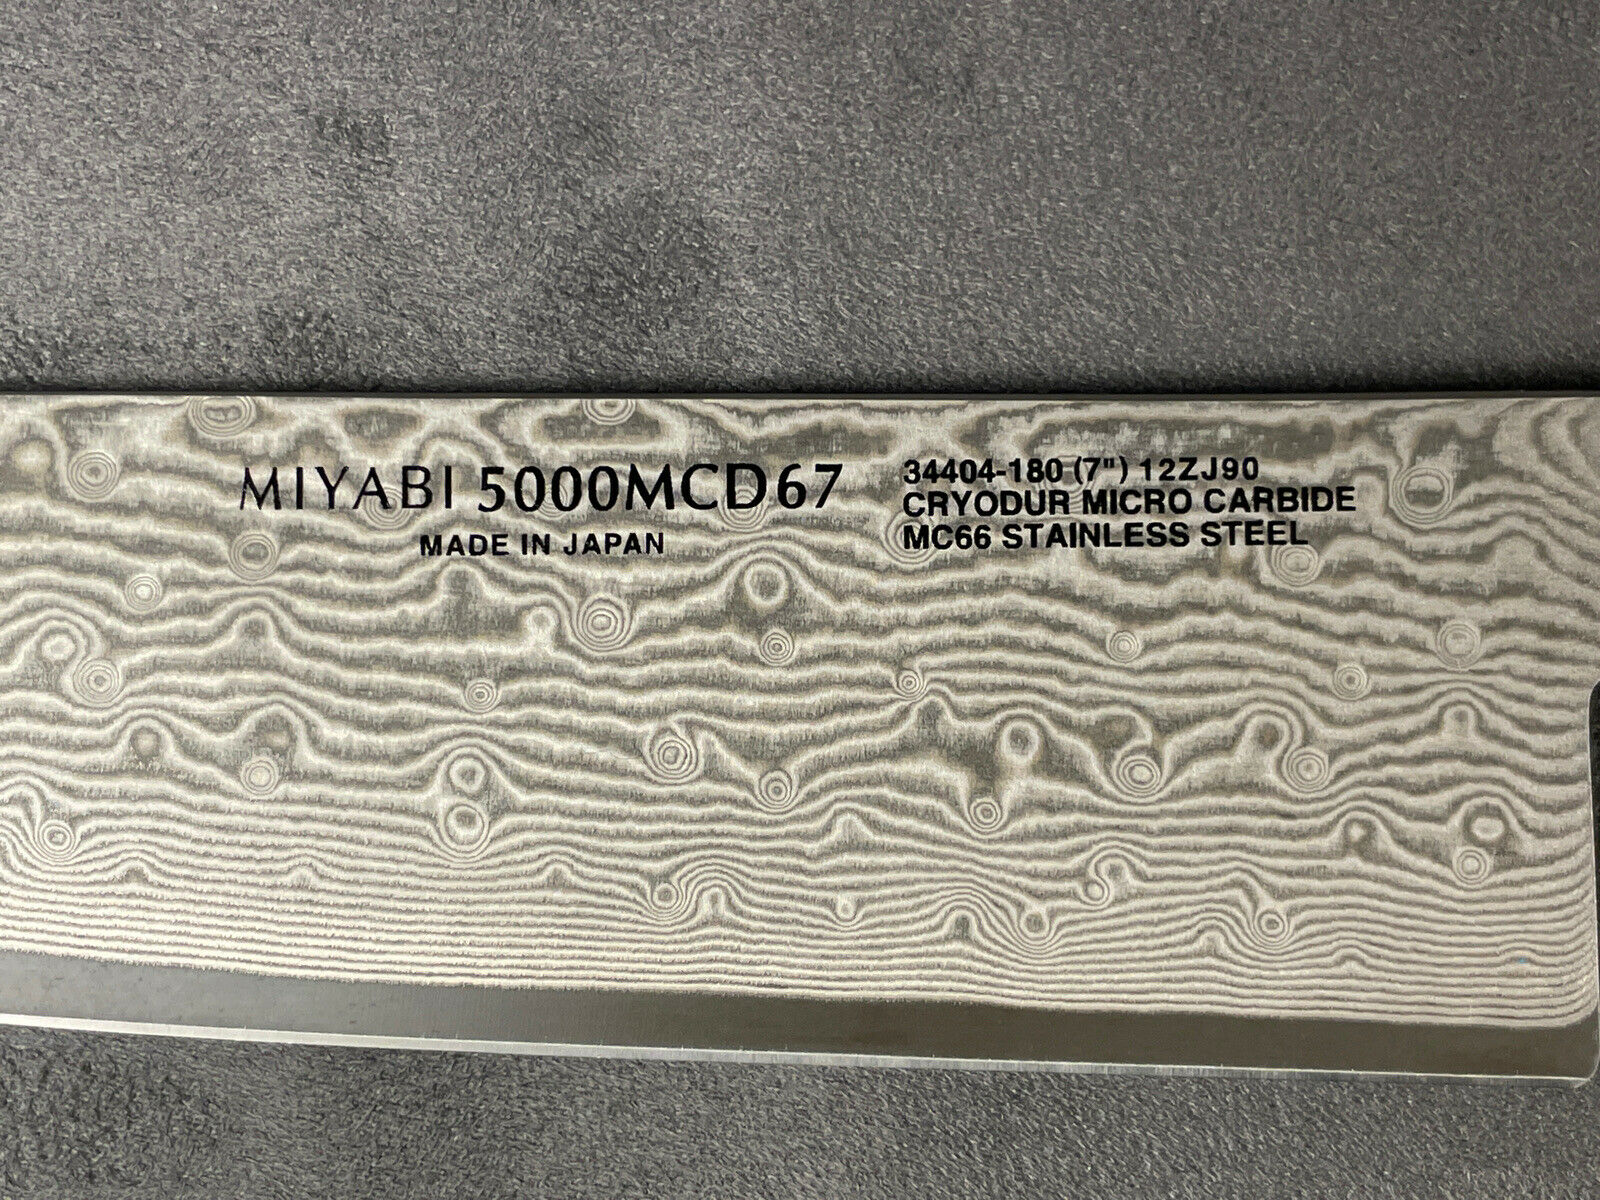 MIYABI 5000MCD67
MADE IN JAPAN
34404-180 (7") 12ZJ90
CRYODUR MICRO CARBIDE
MC66 STAINLESS STEEL